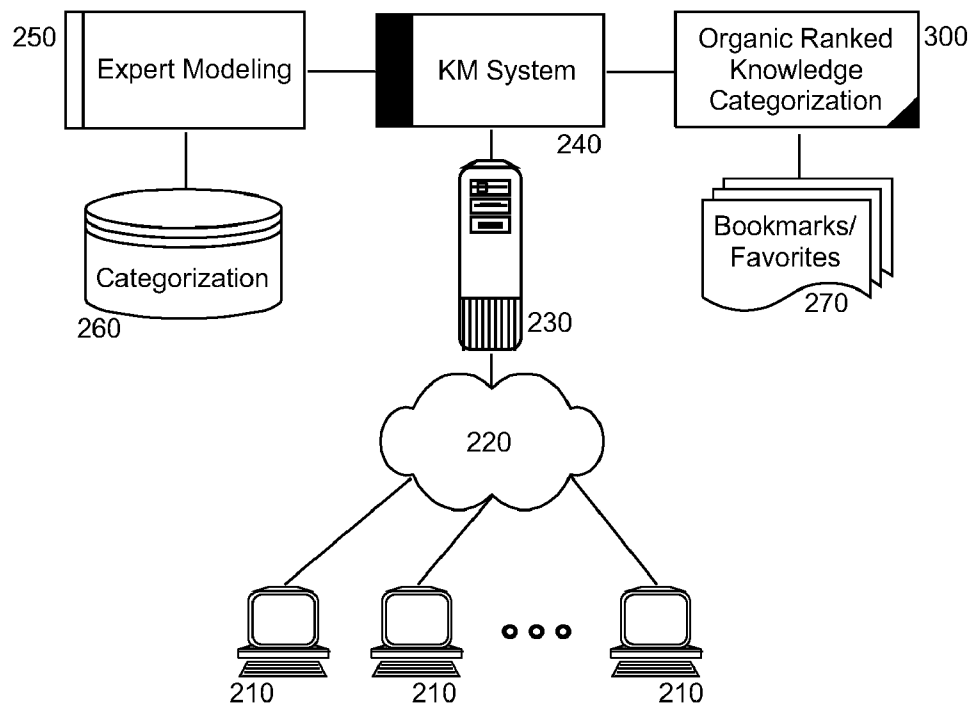 250
Expert Modeling
KM System
240
Organic Ranked
Knowledge
Categorization
300
Categorization
260
230
Bookmarks/
Favorites
270
220
210
210
210